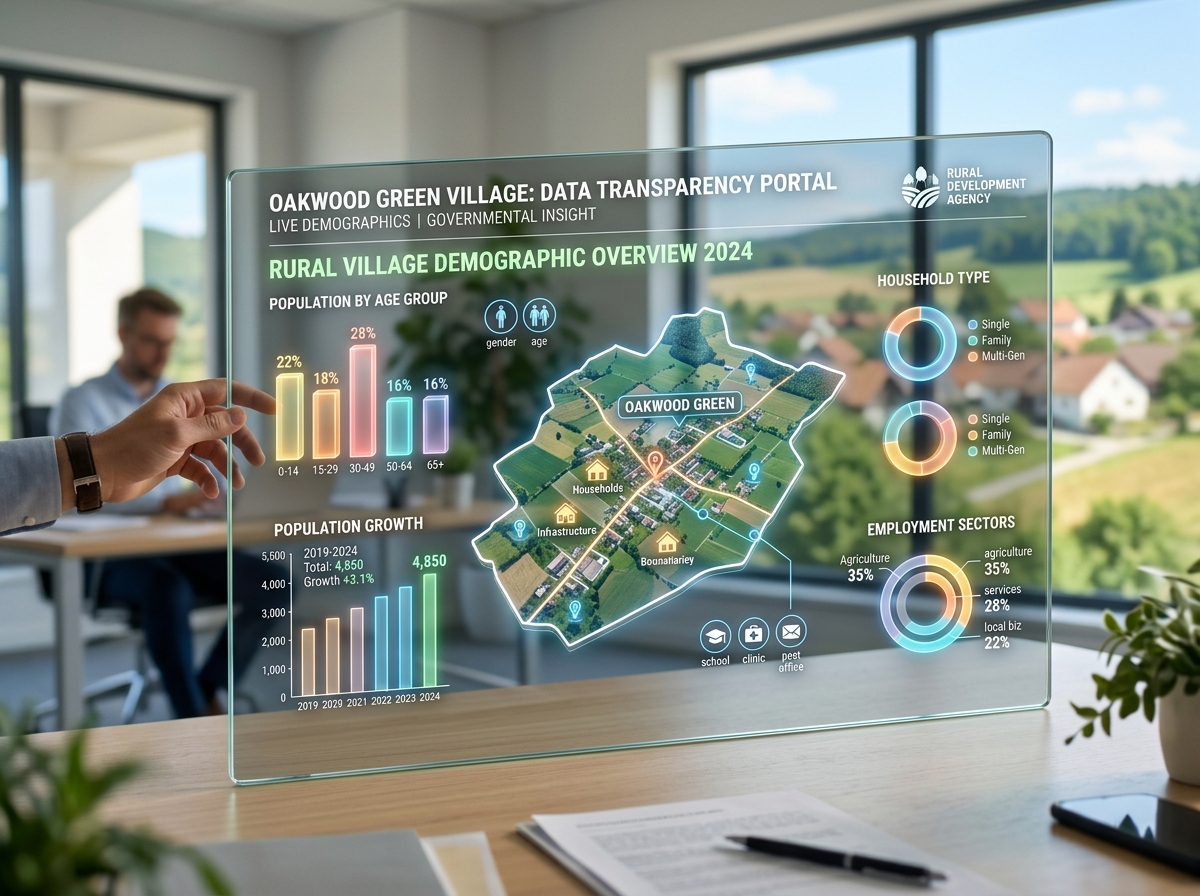 OAKWOOD GREEN VILLAGE: DATA TRANSPARENCY PORTAL
LIVE DEMOGRAPHICS | GOVERNMENTAL INSIGHT
RURAL
DEVELOPMENT
AGENCY
RURAL VILLAGE DEMOGRAPHIC OVERVIEW 2024
POPULATION BY AGE GROUP
22%
18%
28%
16%
16%
0-14
15-29
30-49
50-64
65+
gender
age
OAKWOOD GREEN
Households
Infrastructure
Bounatiariey
school
clinic
pest
office
HOUSEHOLD TYPE
Single
Family
Multi-Gen
Single
Family
Multi-Gen
POPULATION GROWTH
2019-2024
Total: 4,850
Growth +3.1%
4,850
5,500
4,000
3,000
2,000
1,000
0
2019
2029
2021
2022
2023
2024
EMPLOYMENT SECTORS
Agriculture
35%
agriculture
35%
services
28%
local biz
22%